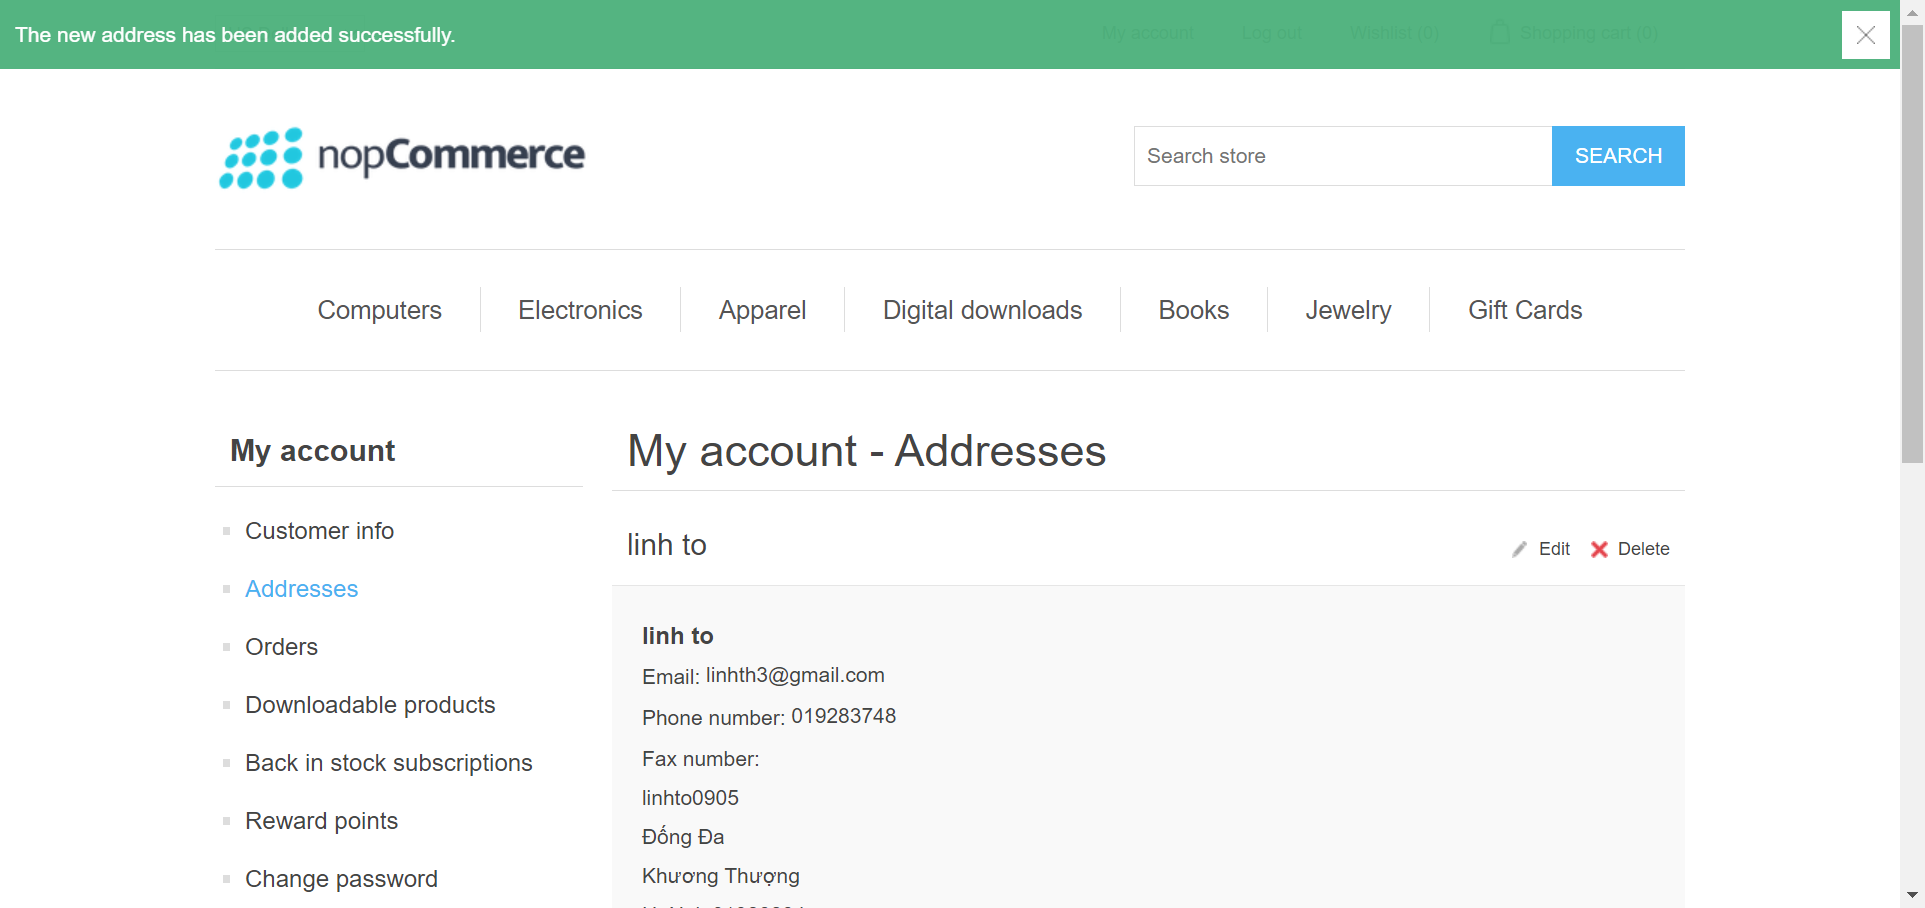 The new address has been added successfully.
My account Log out Wishlist (0) Shopping cart (0)
nopCommerce
Search store SEARCH
Computers Electronics Apparel Digital downloads Books Jewelry Gift Cards
My account
Customer info
Addresses
Orders
Downloadable products
Back in stock subscriptions
Reward points
Change password
My account - Addresses
linh to Edit Delete
linh to
Email: linhth3@gmail.com
Phone number: 019283748
Fax number:
linhto0905
Đống Đa
Khương Thượng